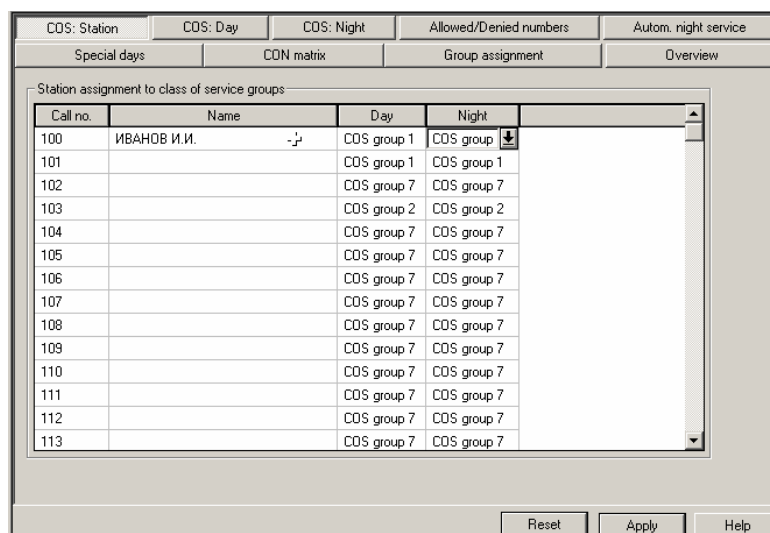 COS: Station COS: Day COS: Night Allowed/Denied numbers Autom. night service
Special days CON matrix Group assignment Overview
Station assignment to class of service groups
Call no. Name Day Night
100 ИВАНОВ И.И. COS group 1 COS group
101 COS group 1 COS group 1
102 COS group 7 COS group 7
103 COS group 2 COS group 2
104 COS group 7 COS group 7
105 COS group 7 COS group 7
106 COS group 7 COS group 7
107 COS group 7 COS group 7
108 COS group 7 COS group 7
109 COS group 7 COS group 7
110 COS group 7 COS group 7
111 COS group 7 COS group 7
112 COS group 7 COS group 7
113 COS group 7 COS group 7
Reset Apply Help